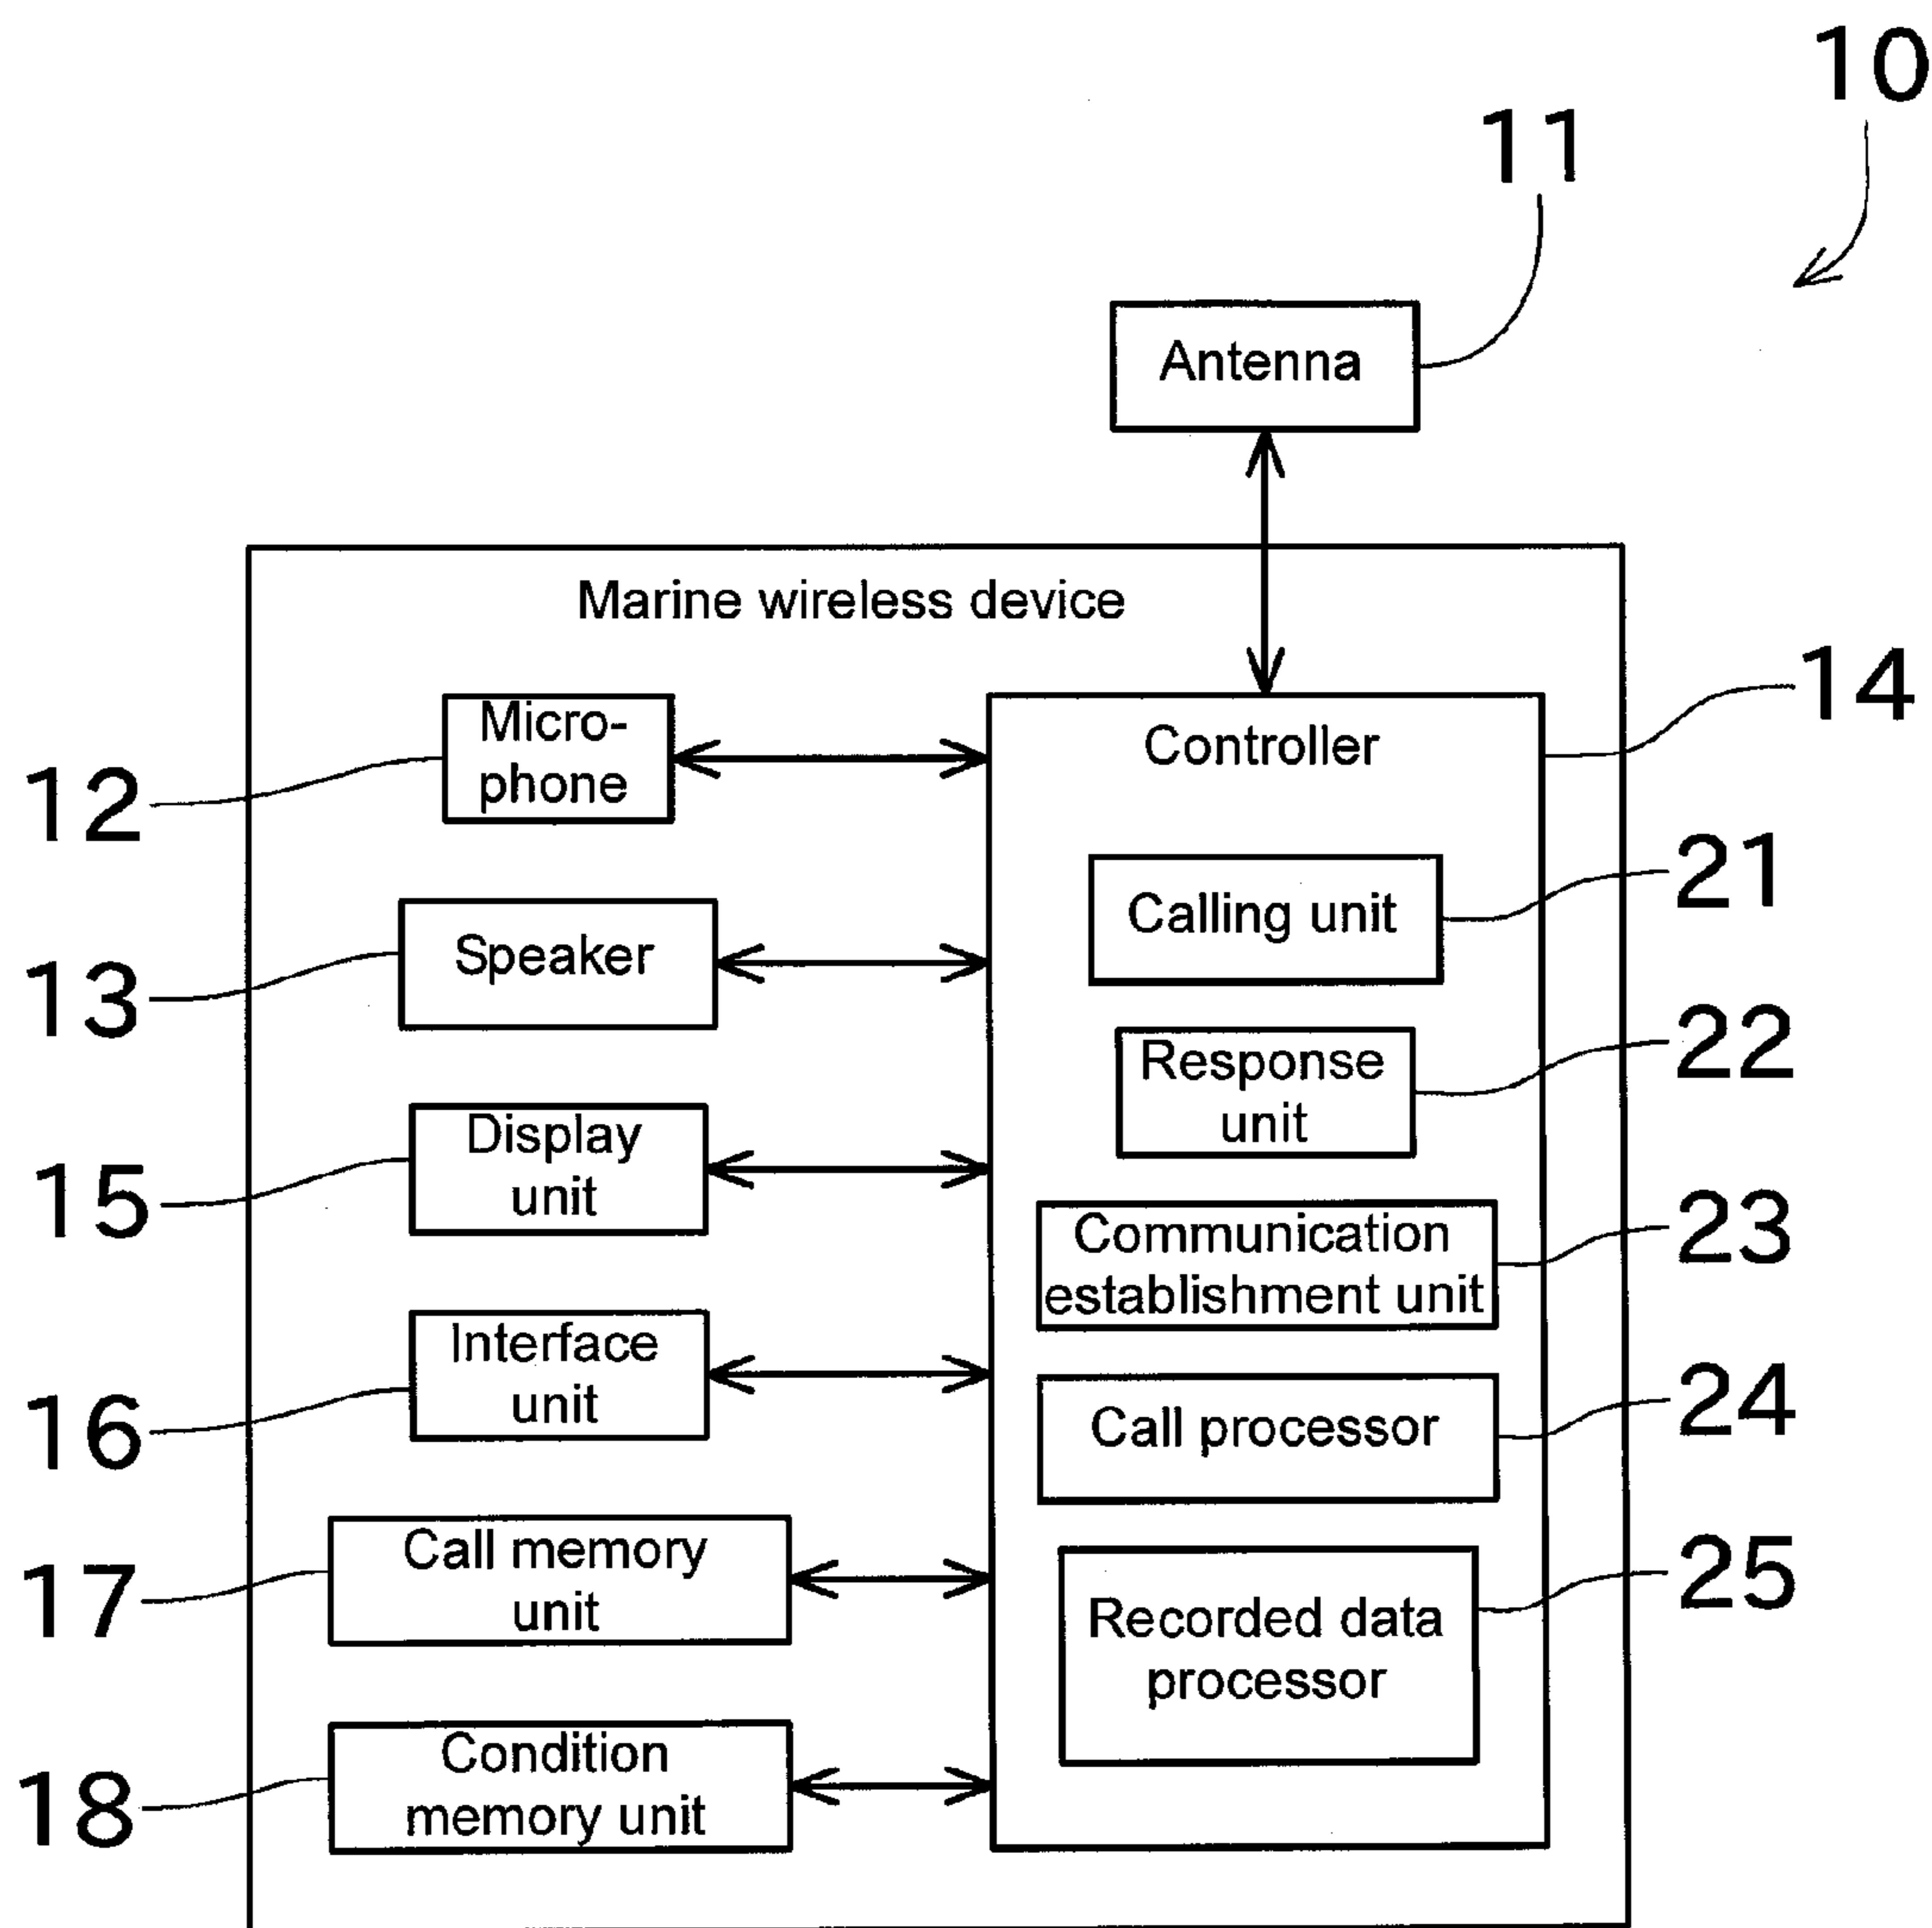 10
11
Antenna
Marine wireless device
14
Micro-
phone
12
Controller
Speaker
13
Calling unit
21
Response
unit
22
Display
unit
15
Communication
establishment unit
23
Interface
unit
16
Call processor
24
Call memory
unit
17
Recorded data
processor
25
Condition
memory unit
18